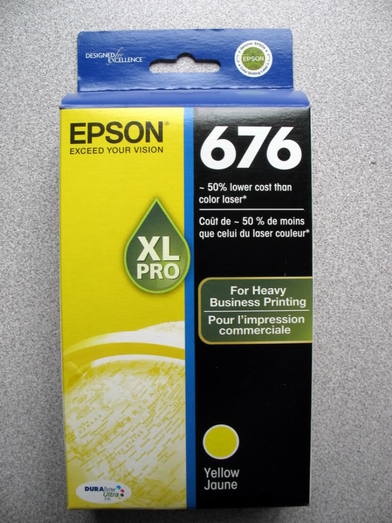 DESIGNED for
EXCELLENCE
EPSON
EPSON®
EXCEED YOUR VISION
676
~ 50% lower cost than
color laser*
Coût de ~ 50 % de moins
que celui du laser couleur*
XL
PRO
For Heavy
Business Printing
Pour l'impression
commerciale
Yellow
Jaune
DURABrite
Ultra